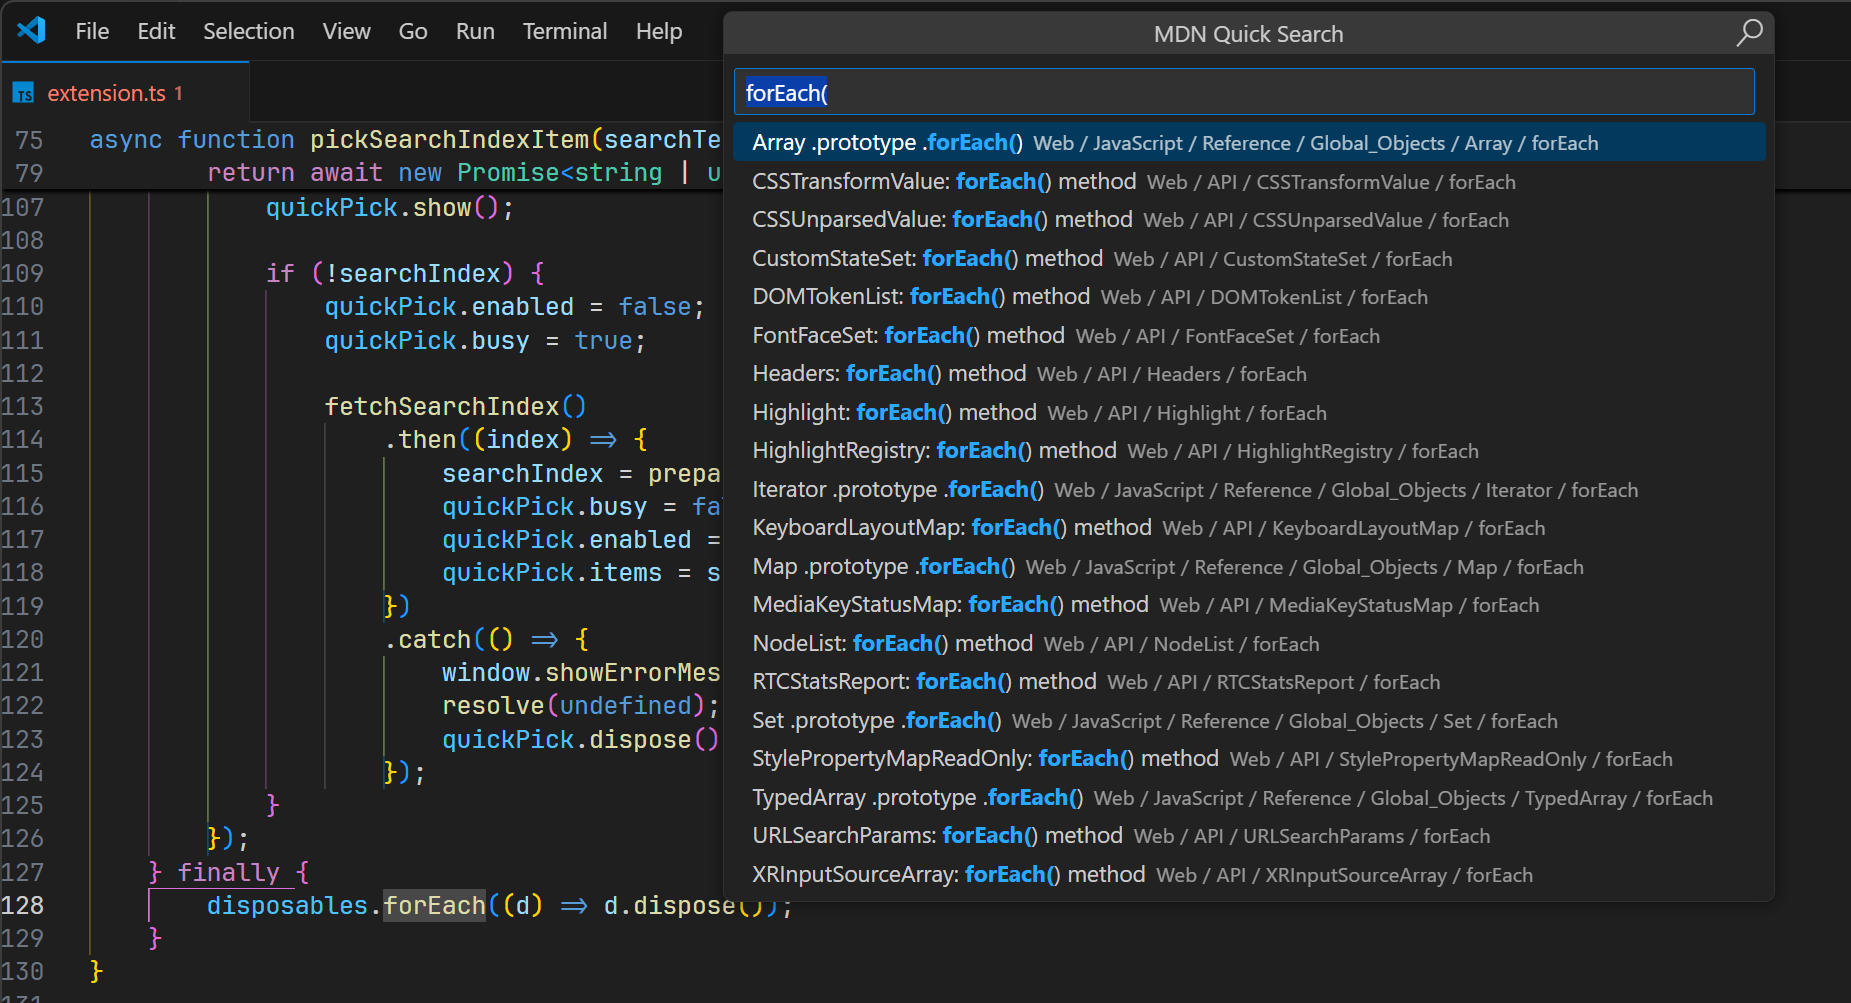 File Edit Selection View Go Run Terminal Help
TS extension.ts 1
75 async function pickSearchIndexItem(searchTe
79 return await new Promise<string | u
107 quickPick.show();
108
109 if (!searchIndex) {
110 quickPick.enabled = false;
111 quickPick.busy = true;
112
113 fetchSearchIndex()
114 .then((index) => {
115 searchIndex = prepa
116 quickPick.busy = fa
117 quickPick.enabled =
118 quickPick.items = s
119 })
120 .catch(() => {
121 window.showErrorMes
122 resolve(undefined);
123 quickPick.dispose()
124 });
125 }
126 });
127 } finally {
128 disposables.forEach((d) => d.dispose());
129 }
130 }
131
MDN Quick Search
forEach(
Array .prototype .forEach() Web / JavaScript / Reference / Global_Objects / Array / forEach
CSSTransformValue: forEach() method Web / API / CSSTransformValue / forEach
CSSUnparsedValue: forEach() method Web / API / CSSUnparsedValue / forEach
CustomStateSet: forEach() method Web / API / CustomStateSet / forEach
DOMTokenList: forEach() method Web / API / DOMTokenList / forEach
FontFaceSet: forEach() method Web / API / FontFaceSet / forEach
Headers: forEach() method Web / API / Headers / forEach
Highlight: forEach() method Web / API / Highlight / forEach
HighlightRegistry: forEach() method Web / API / HighlightRegistry / forEach
Iterator .prototype .forEach() Web / JavaScript / Reference / Global_Objects / Iterator / forEach
KeyboardLayoutMap: forEach() method Web / API / KeyboardLayoutMap / forEach
Map .prototype .forEach() Web / JavaScript / Reference / Global_Objects / Map / forEach
MediaKeyStatusMap: forEach() method Web / API / MediaKeyStatusMap / forEach
NodeList: forEach() method Web / API / NodeList / forEach
RTCStatsReport: forEach() method Web / API / RTCStatsReport / forEach
Set .prototype .forEach() Web / JavaScript / Reference / Global_Objects / Set / forEach
StylePropertyMapReadOnly: forEach() method Web / API / StylePropertyMapReadOnly / forEach
TypedArray .prototype .forEach() Web / JavaScript / Reference / Global_Objects / TypedArray / forEach
URLSearchParams: forEach() method Web / API / URLSearchParams / forEach
XRInputSourceArray: forEach() method Web / API / XRInputSourceArray / forEach